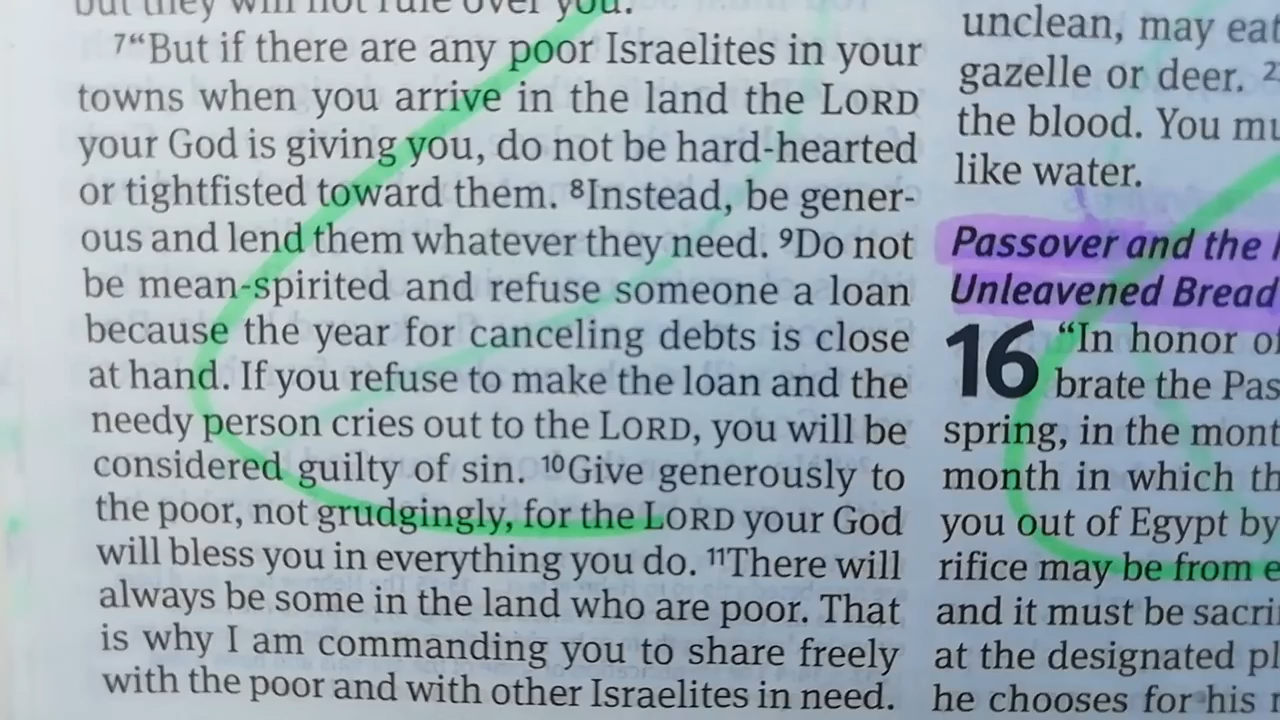 but they will not rule over you.
7“But if there are any poor Israelites in your
towns when you arrive in the land the LORD
your God is giving you, do not be hard-hearted
or tightfisted toward them. 8Instead, be gener-
ous and lend them whatever they need. 9Do not
be mean-spirited and refuse someone a loan
because the year for canceling debts is close
at hand. If you refuse to make the loan and the
needy person cries out to the LORD, you will be
considered guilty of sin. 10Give generously to
the poor, not grudgingly, for the LORD your God
will bless you in everything you do. 11There will
always be some in the land who are poor. That
is why I am commanding you to share freely
with the poor and with other Israelites in need.
unclean, may eat
gazelle or deer.
the blood. You
like water.
Passover and the
Unleavened Bread
16 “In honor
brate the
spring, in the
month in which
you out of Egypt by
may be from
and it must be
at the designated
he chooses for his